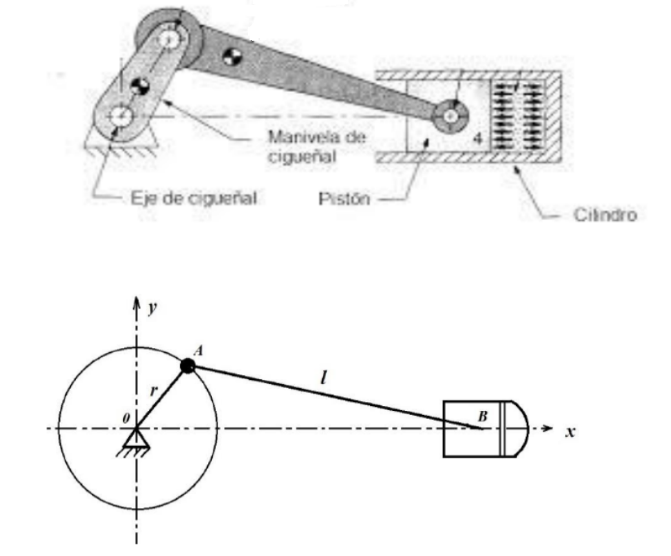 4
Manivela de
cigueñal
Eje de cigueñal
Pistón
Cilindro
y
A
r
l
0
B
x